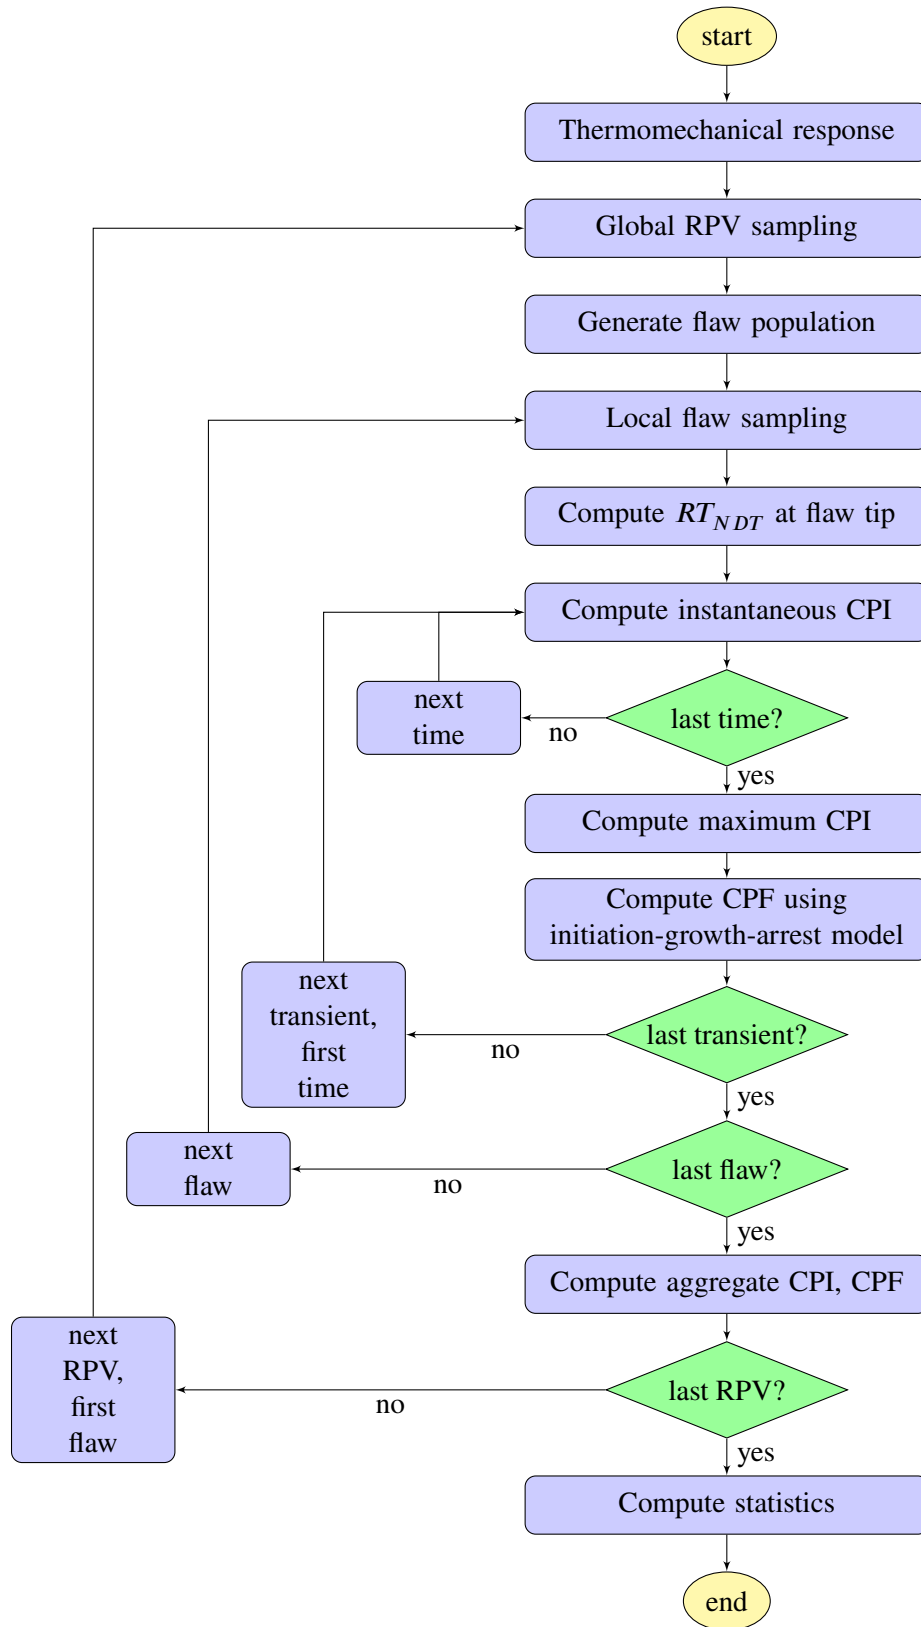 start
Thermomechanical response
Global RPV sampling
Generate flaw population
Local flaw sampling
Compute RT_NDT at flaw tip
Compute instantaneous CPI
next
time
no
last time?
yes
Compute maximum CPI
Compute CPF using
initiation-growth-arrest model
next
transient,
first
time
no
last transient?
yes
next
flaw
no
last flaw?
yes
Compute aggregate CPI, CPF
next
RPV,
first
flaw
no
last RPV?
yes
Compute statistics
end